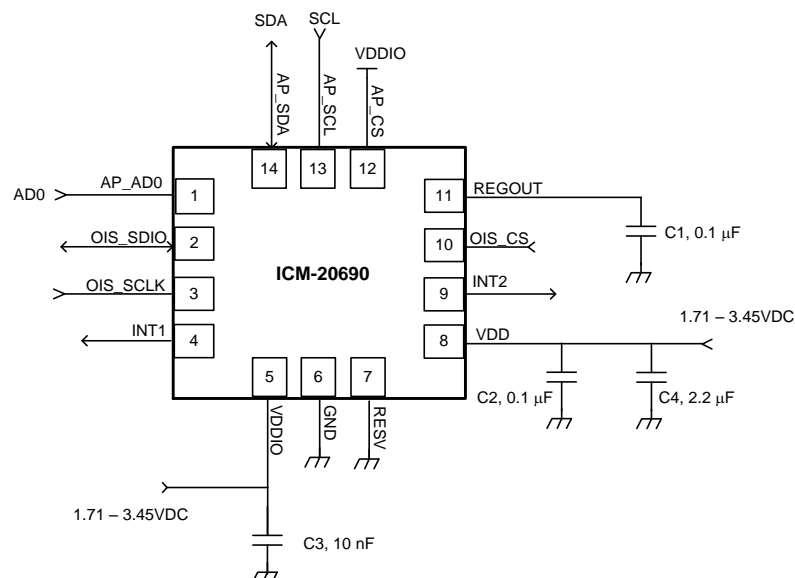 SDA
SCL
VDDIO
AP_SDA
AP_SCL
AP_CS
14
13
12
AD0
AP_AD0
1
11
REGOUT
C1, 0.1 μF
OIS_SDIO
2
10
OIS_CS
ICM-20690
OIS_SCLK
3
9
INT2
INT1
4
8
VDD
1.71 – 3.45VDC
5
6
7
C2, 0.1 μF
C4, 2.2 μF
VDDIO
GND
RESV
1.71 – 3.45VDC
C3, 10 nF